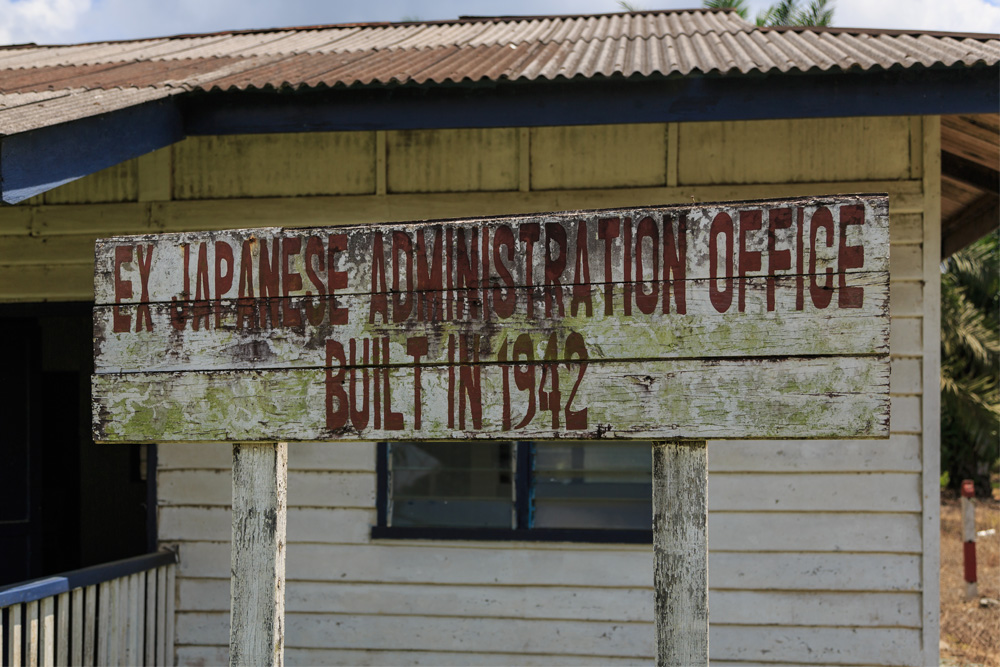 EX JAPANESE ADMINISTRATION OFFICE
BUILT IN 1942